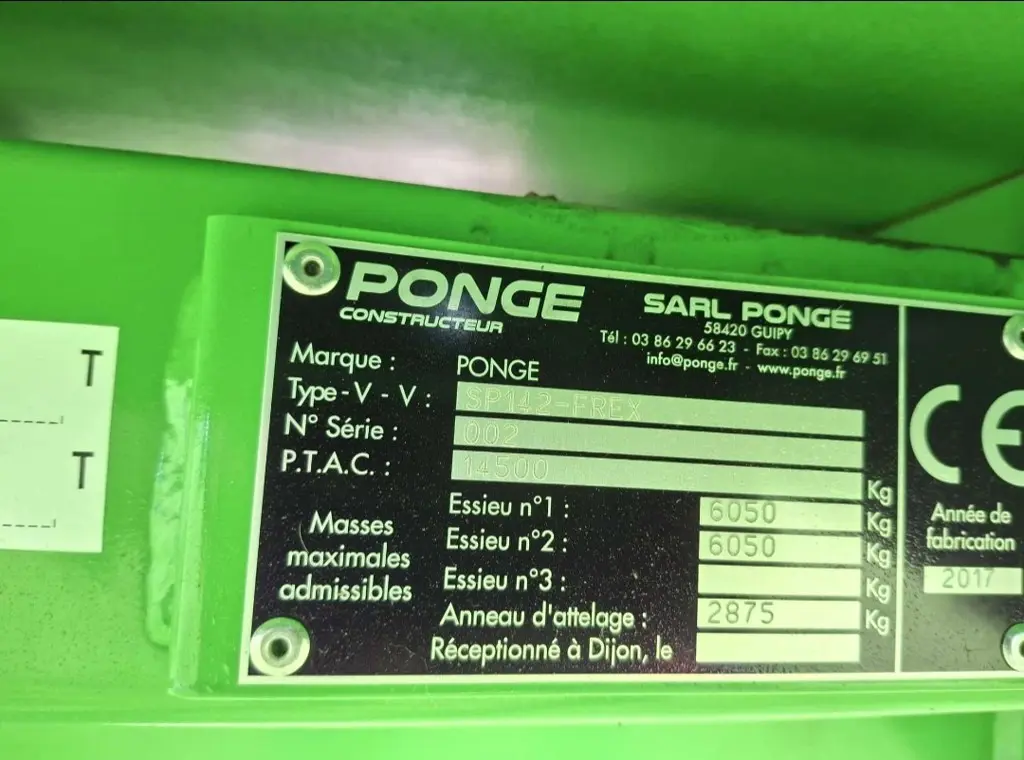 PONGE
CONSTRUCTEUR
SARL PONGE
58420 GUIPY
Tél : 03 86 29 66 23 - Fax : 03 86 29 69 51
info@ponge.fr - www.ponge.fr
Marque : PONGE
Type - V - V : SP142-FREX
N° Série : 002
P.T.A.C. : 14500 Kg
Masses maximales admissibles
Essieu n°1 : 6050 Kg
Essieu n°2 : 6050 Kg
Essieu n°3 : Kg
Anneau d'attelage : 2875 Kg
Réceptionné à Dijon, le
CE
Année de
fabrication
2017
T
T